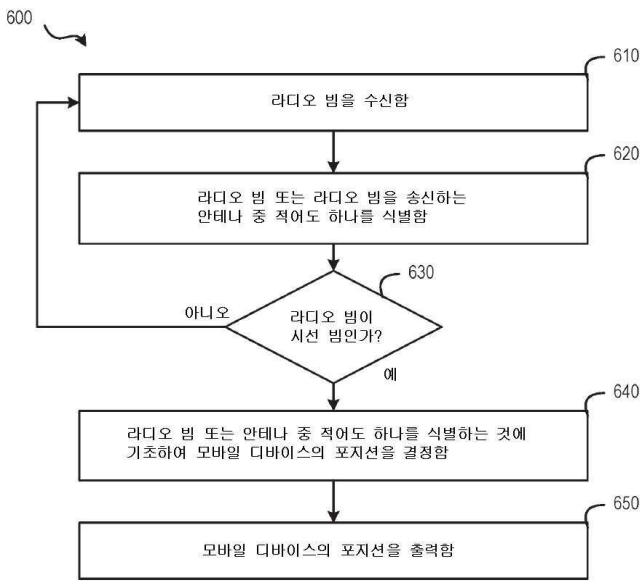 600
610
라디오 빔을 수신함
620
라디오 빔 또는 라디오 빔을 송신하는
안테나 중 적어도 하나를 식별함
630
라디오 빔이
시선 빔인가?
아니오
예
640
라디오 빔 또는 안테나 중 적어도 하나를 식별하는 것에
기초하여 모바일 디바이스의 포지션을 결정함
650
모바일 디바이스의 포지션을 출력함